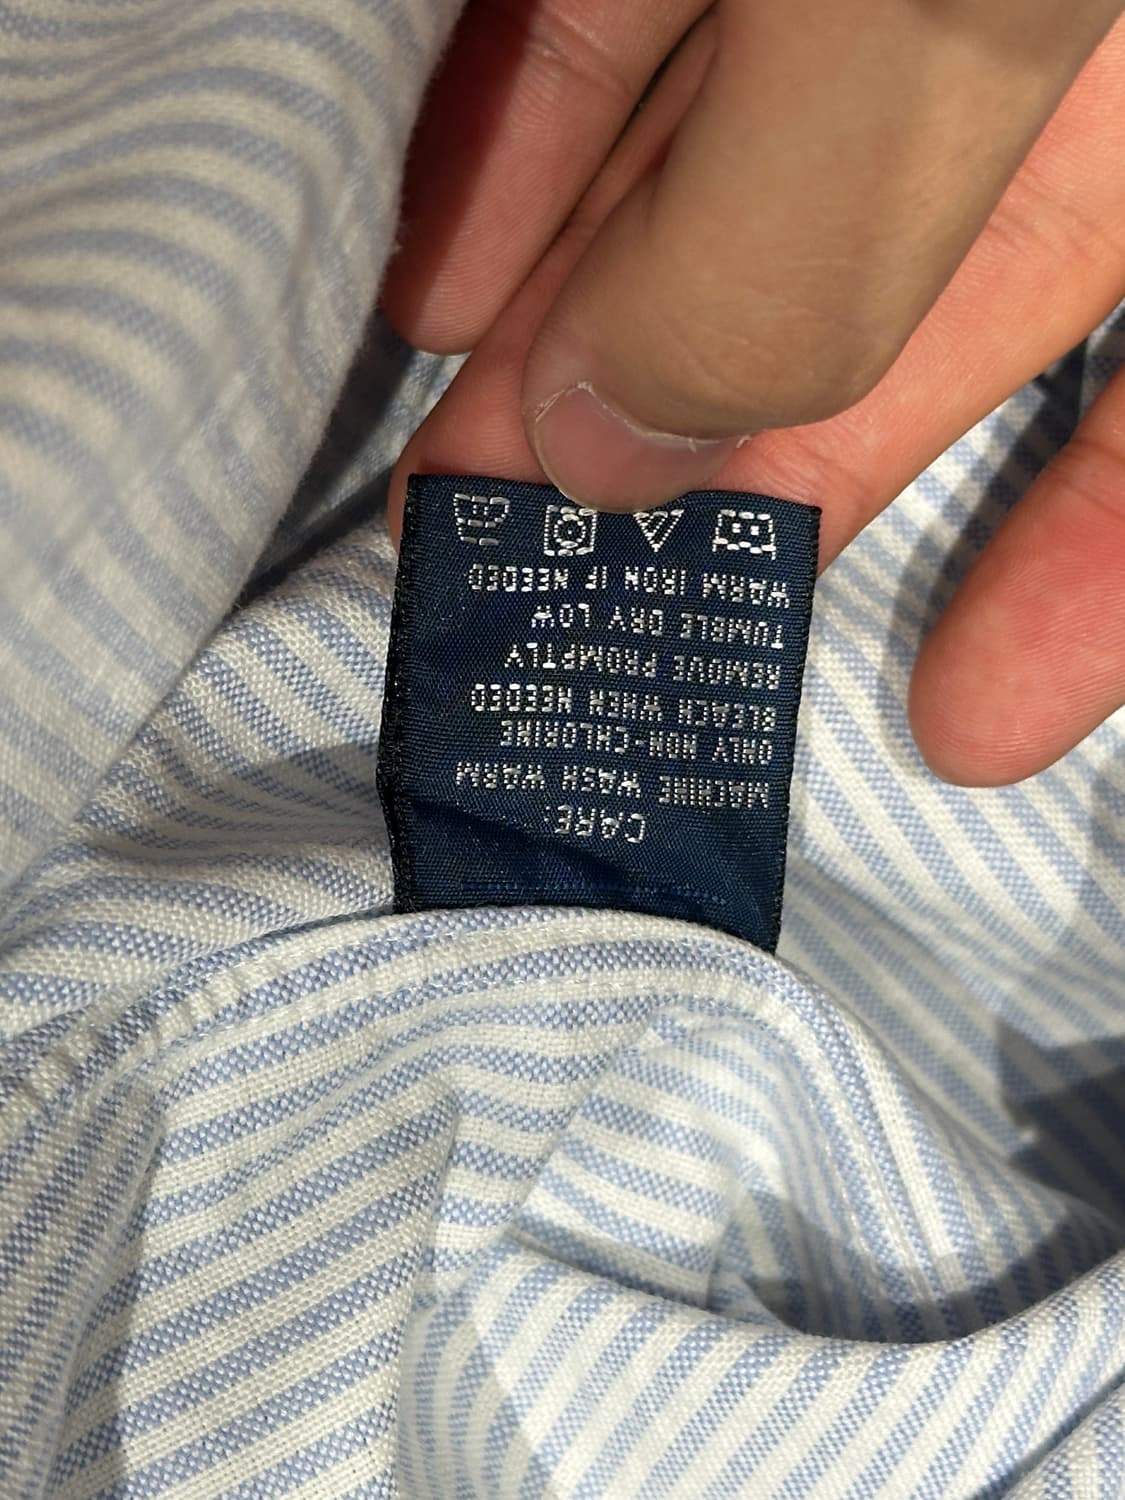 CARE:
MACHINE WASH WARM
ONLY NON-CHLORINE
BLEACH WHEN NEEDED
REMOVE PROMPTLY
TUMBLE DRY LOW
WARM IRON IF NEEDED